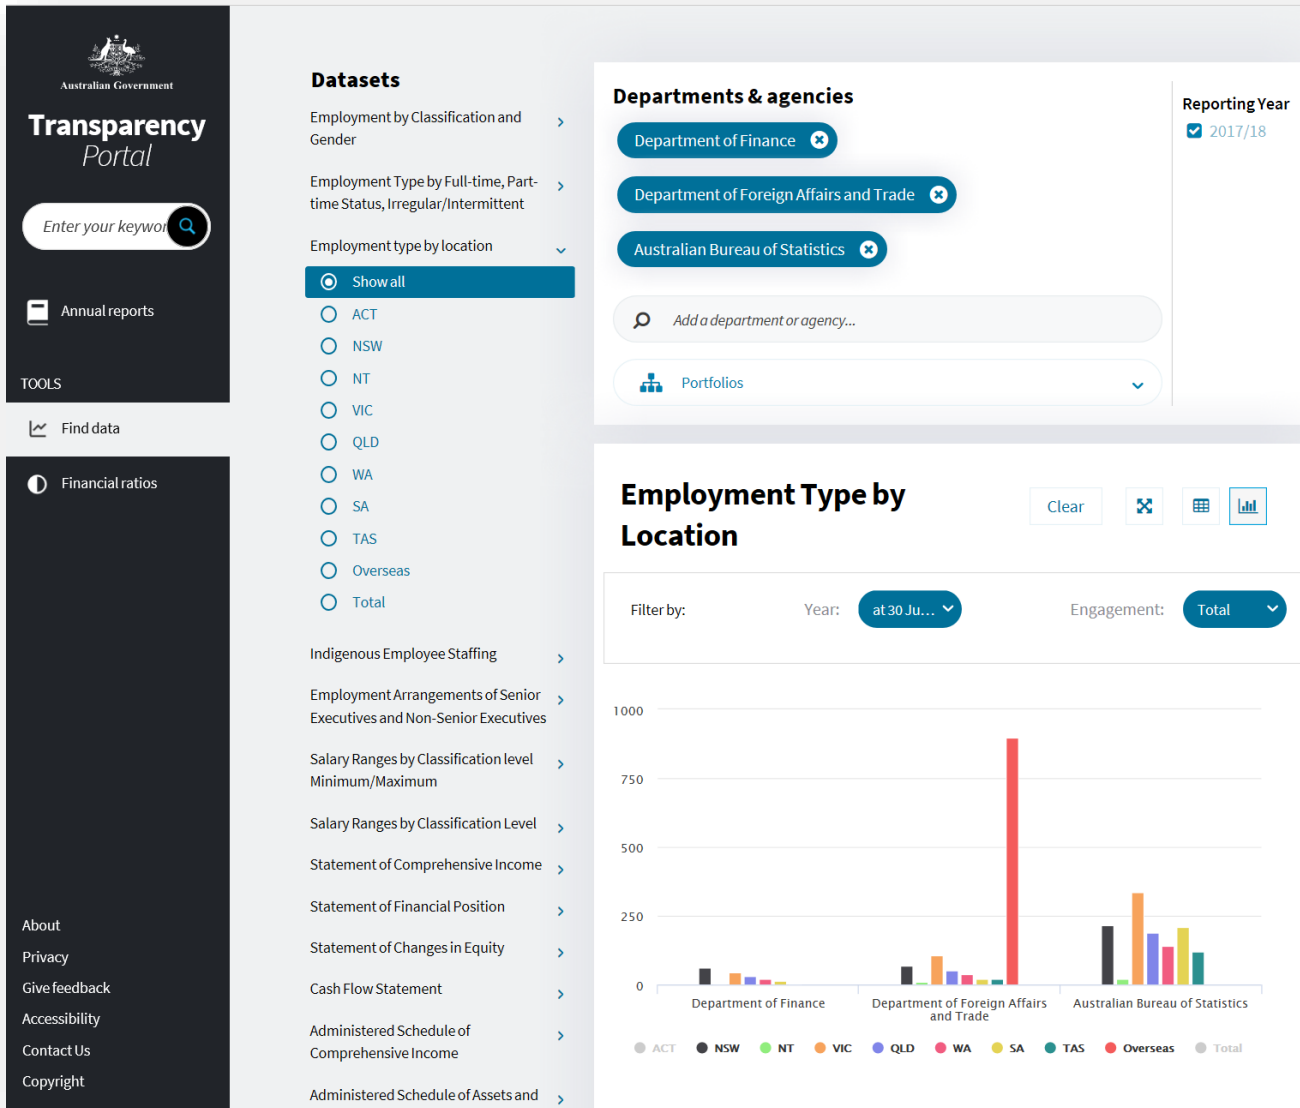 Australian Government
Transparency
Portal
Enter your keywor
Annual reports
TOOLS
Find data
Financial ratios
About
Privacy
Give feedback
Accessibility
Contact Us
Copyright
Datasets
Employment by Classification and
Gender
Employment Type by Full-time, Part-
time Status, Irregular/Intermittent
Employment type by location
Show all
ACT
NSW
NT
VIC
QLD
WA
SA
TAS
Overseas
Total
Indigenous Employee Staffing
Employment Arrangements of Senior
Executives and Non-Senior Executives
Salary Ranges by Classification level
Minimum/Maximum
Salary Ranges by Classification Level
Statement of Comprehensive Income
Statement of Financial Position
Statement of Changes in Equity
Cash Flow Statement
Administered Schedule of
Comprehensive Income
Administered Schedule of Assets and
Departments & agencies
Department of Finance
Department of Foreign Affairs and Trade
Australian Bureau of Statistics
Add a department or agency...
Portfolios
Reporting Year
2017/18
Employment Type by
Location
Clear
Filter by:
Year:
at 30 Ju...
Engagement:
Total
1000
750
500
250
0
Department of Finance
Department of Foreign Affairs
and Trade
Australian Bureau of Statistics
ACT NSW NT VIC QLD WA SA TAS Overseas Total